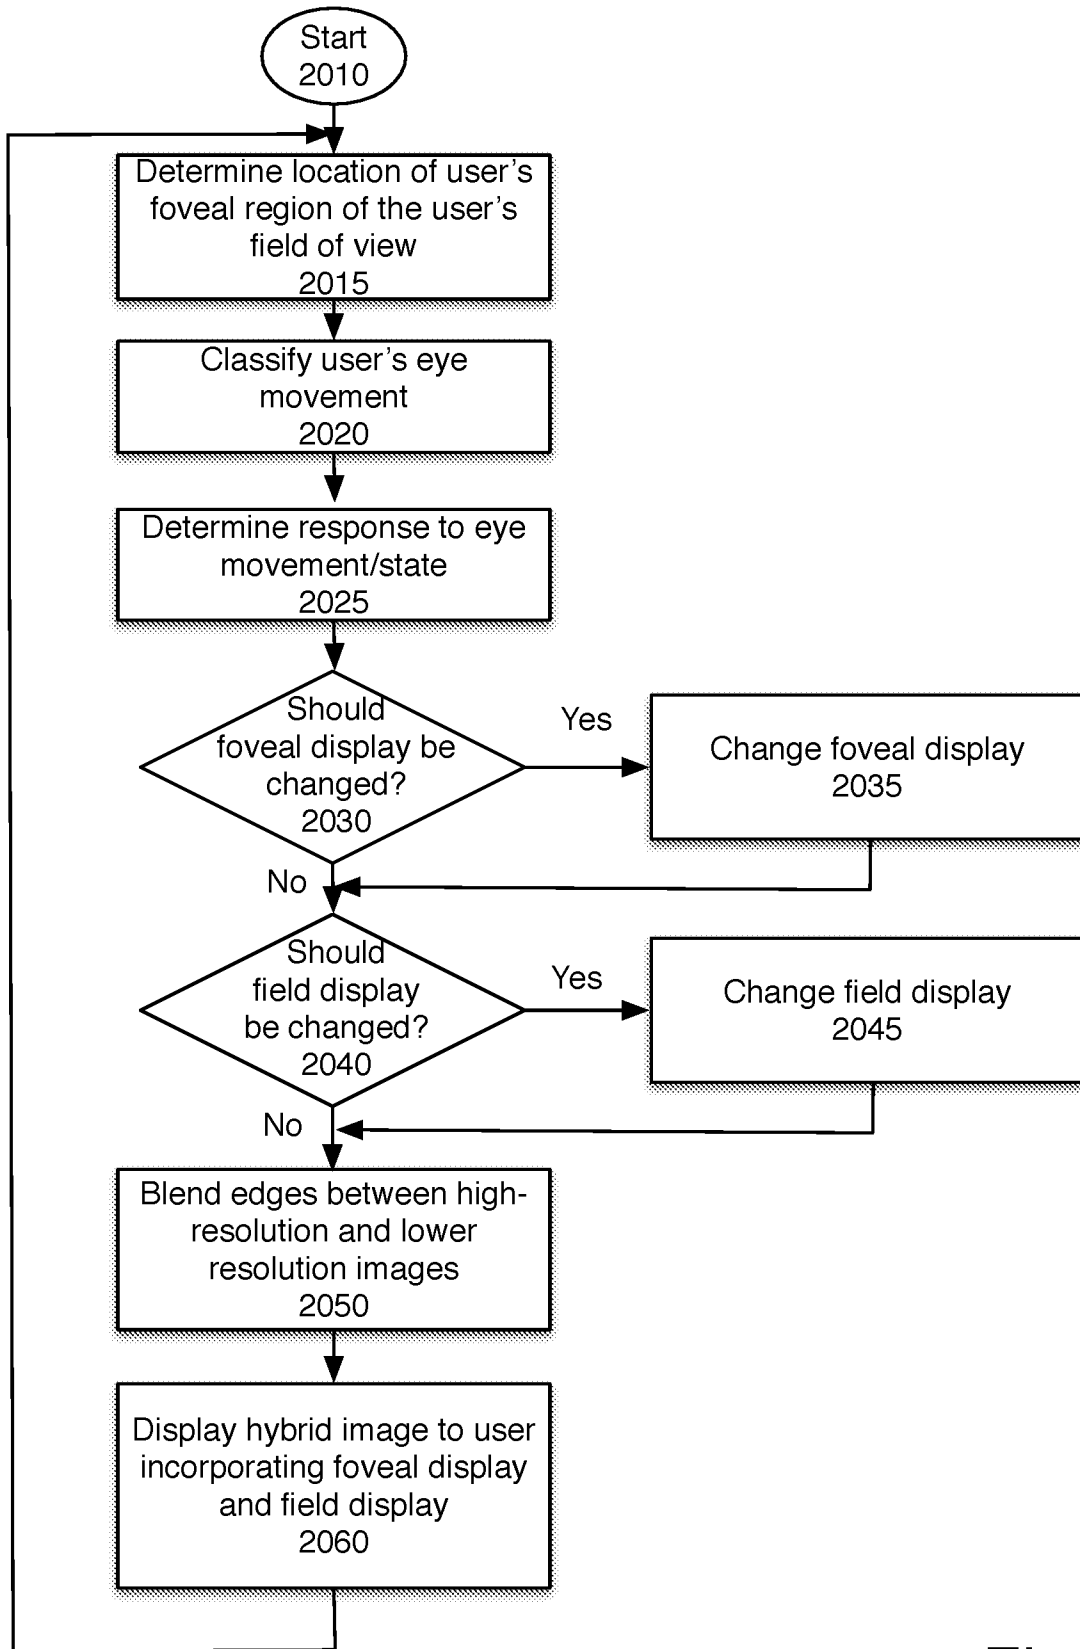 Start
2010
Determine location of user's
foveal region of the user's
field of view
2015
Classify user's eye
movement
2020
Determine response to eye
movement/state
2025
Should
foveal display be
changed?
2030
Yes
Change foveal display
2035
No
Should
field display
be changed?
2040
Yes
Change field display
2045
No
Blend edges between high-
resolution and lower
resolution images
2050
Display hybrid image to user
incorporating foveal display
and field display
2060